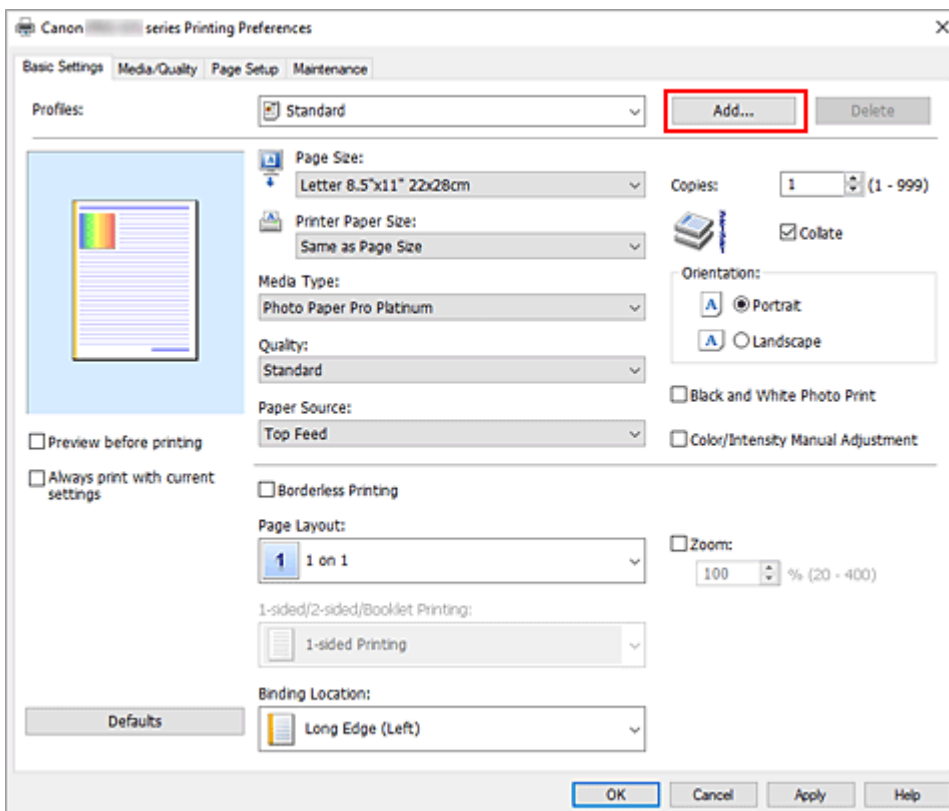 Canon series Printing Preferences
Basic Settings Media/Quality Page Setup Maintenance
Profiles: Standard Add... Delete
Page Size:
Letter 8.5"x11" 22x28cm
Copies: 1 (1 - 999)
Printer Paper Size:
Same as Page Size
Collate
Media Type:
Photo Paper Pro Platinum
Orientation:
A Portrait
A Landscape
Quality:
Standard
Black and White Photo Print
Paper Source:
Top Feed
Color/Intensity Manual Adjustment
Preview before printing
Always print with current
settings
Borderless Printing
Page Layout:
1 1 on 1
Zoom:
100 % (20 - 400)
1-sided/2-sided/Booklet Printing:
1-sided Printing
Binding Location:
Long Edge (Left)
Defaults
OK Cancel Apply Help